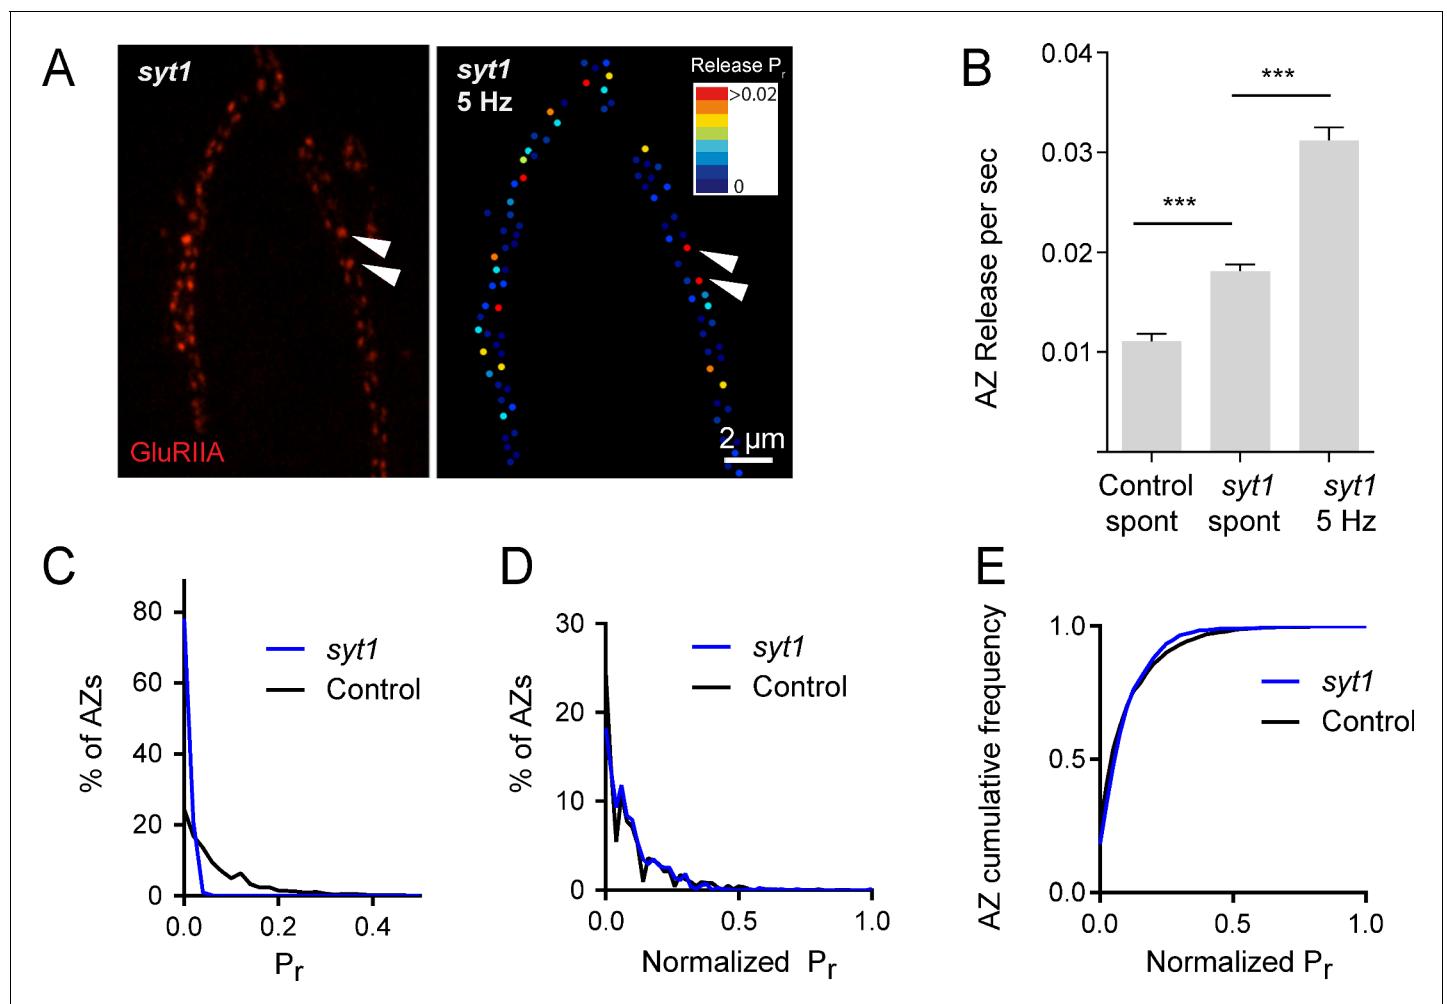 A
syt1
GluRIIA
syt1
5 Hz
Release Pr
>0.02
0
2 µm
B
AZ Release per sec
0.04
0.03
0.02
0.01
***
***
Control
spont
syt1
spont
syt1
5 Hz
C
% of AZs
80
60
40
20
0
syt1
Control
0.0 0.2 0.4
Pr
D
% of AZs
30
20
10
0
syt1
Control
0.0 0.5 1.0
Normalized Pr
E
AZ cumulative frequency
1.0
0.5
0.0
syt1
Control
0.0 0.5 1.0
Normalized Pr